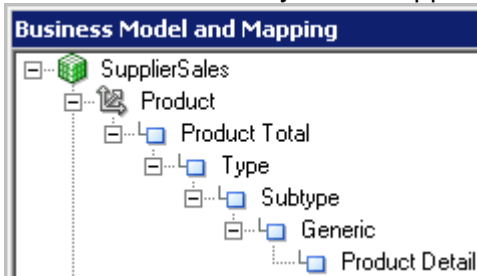 Business Model and Mapping
SupplierSales
Product
Product Total
Type
Subtype
Generic
Product Detail